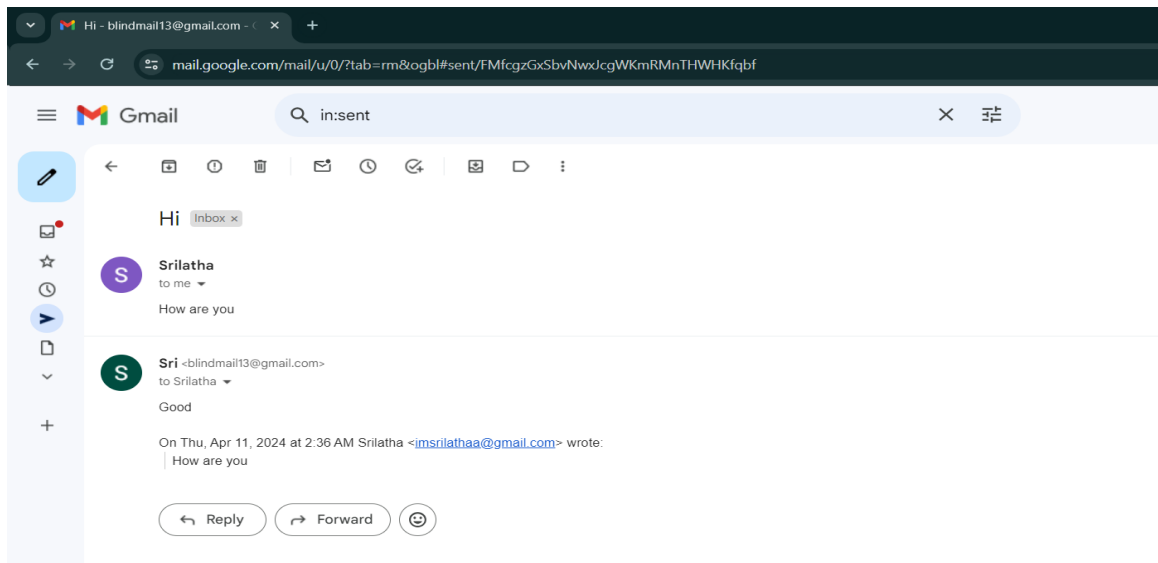 Hi - blindmail13@gmail.com - G
mail.google.com/mail/u/0/?tab=rm&ogbl#sent/FMfcgzGxSbvNwxJcgWKmRMnTHWHKfqbf
Gmail
in:sent
Hi Inbox ×
S
Srilatha
to me
How are you
S
Sri <blindmail13@gmail.com>
to Srilatha
Good
On Thu, Apr 11, 2024 at 2:36 AM Srilatha <imsrilathaa@gmail.com> wrote:
How are you
Reply Forward